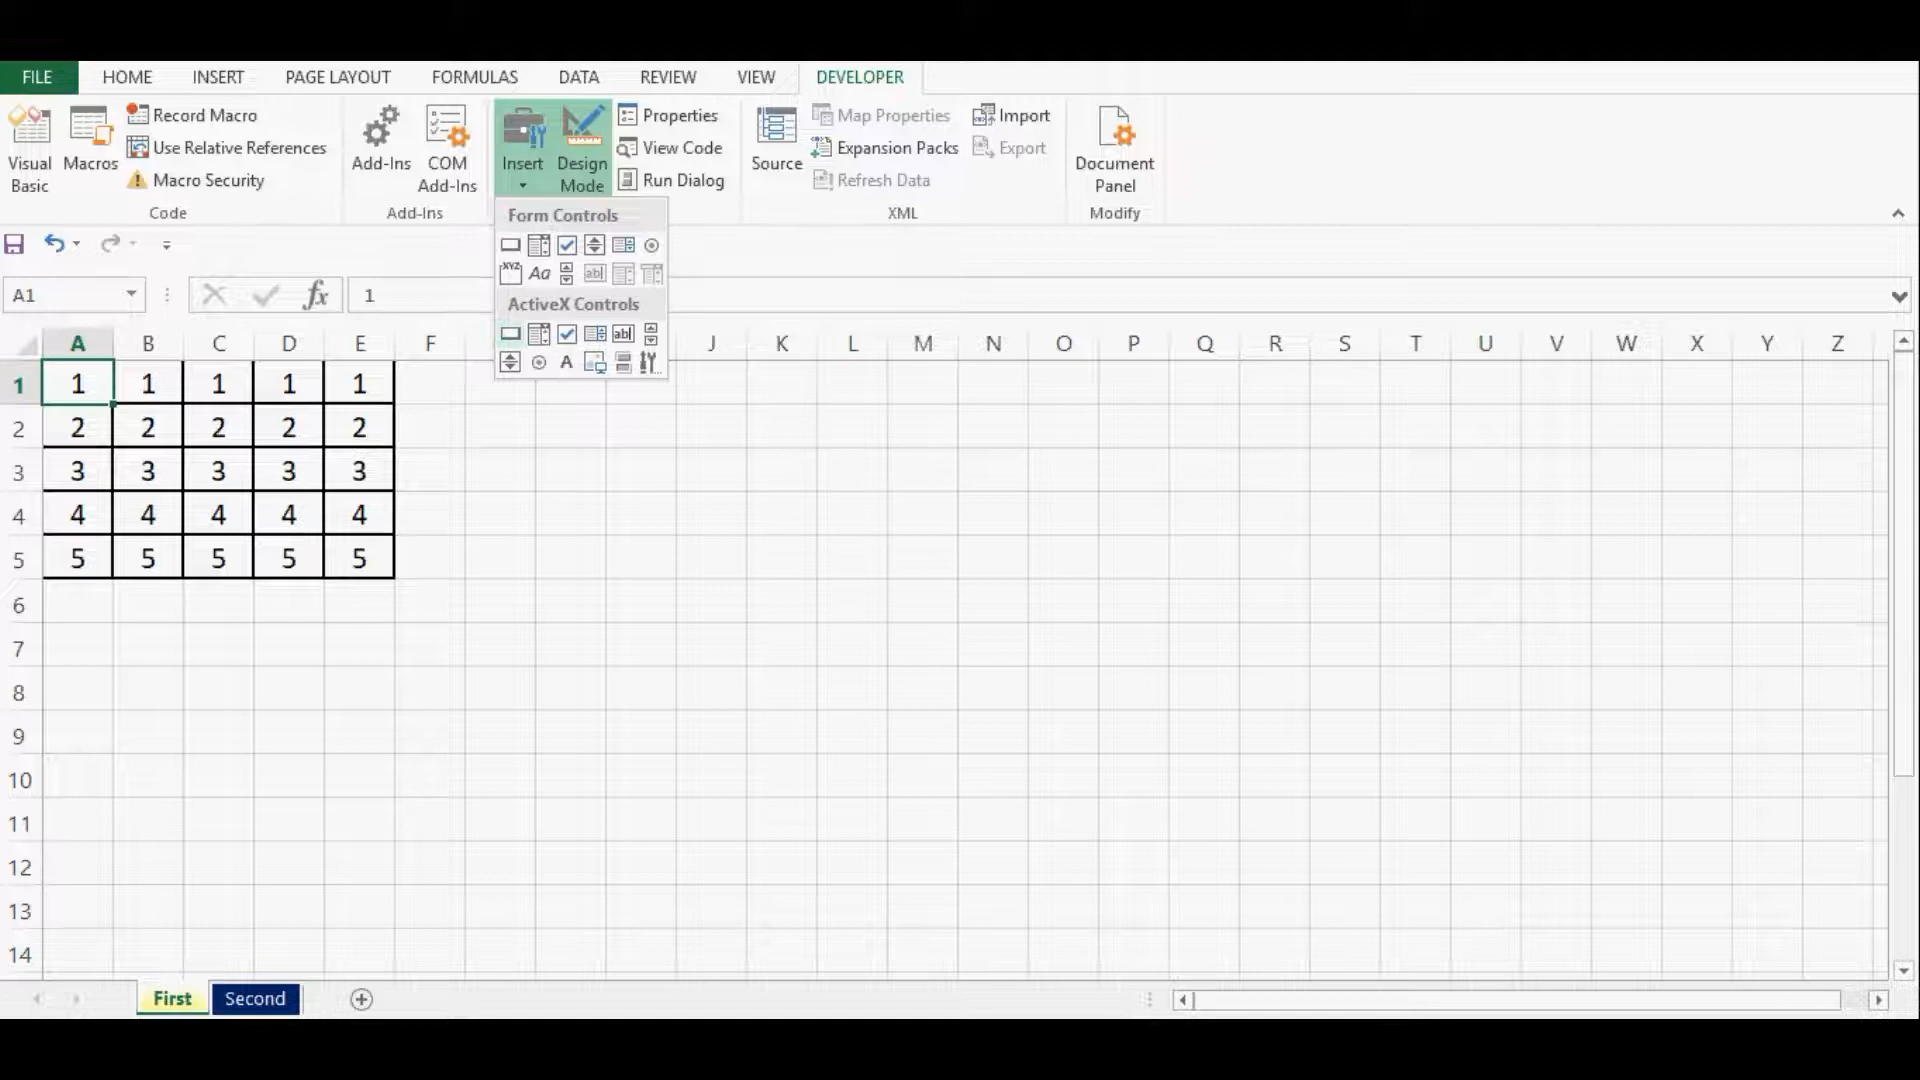 FILE HOME INSERT PAGE LAYOUT FORMULAS DATA REVIEW VIEW DEVELOPER
Visual Basic
Macros
Record Macro
Use Relative References
Macro Security
Code
Add-Ins
COM Add-Ins
Add-Ins
Insert
Design Mode
Properties
View Code
Run Dialog
Source
Map Properties
Expansion Packs
Refresh Data
Import
Export
XML
Document Panel
Modify
Form Controls
XYZ Aa ab|
ActiveX Controls
ab|
A
A1 fx 1
A B C D E F J K L M N O P Q R S T U V W X Y Z
1 1 1 1 1 1
2 2 2 2 2 2
3 3 3 3 3 3
4 4 4 4 4 4
5 5 5 5 5 5
6
7
8
9
10
11
12
13
14
First Second